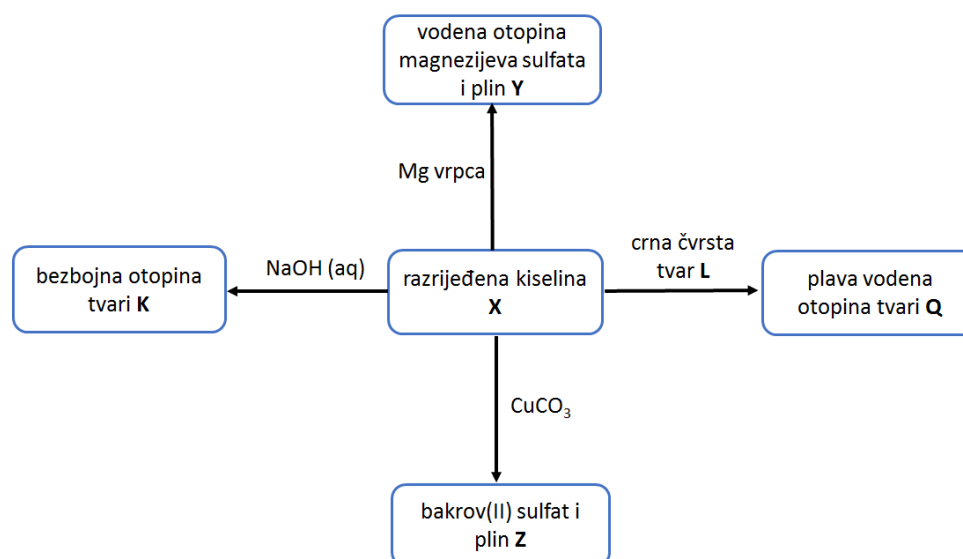 vodena otopina
magnezijeva sulfata
i plin Y
Mg vrpca
crna čvrsta
tvar L
bezbojna otopina
tvari K
NaOH (aq)
razrijeđena kiselina
X
plava vodena
otopina tvari Q
CuCO₃
bakrov(II) sulfat i
plin Z